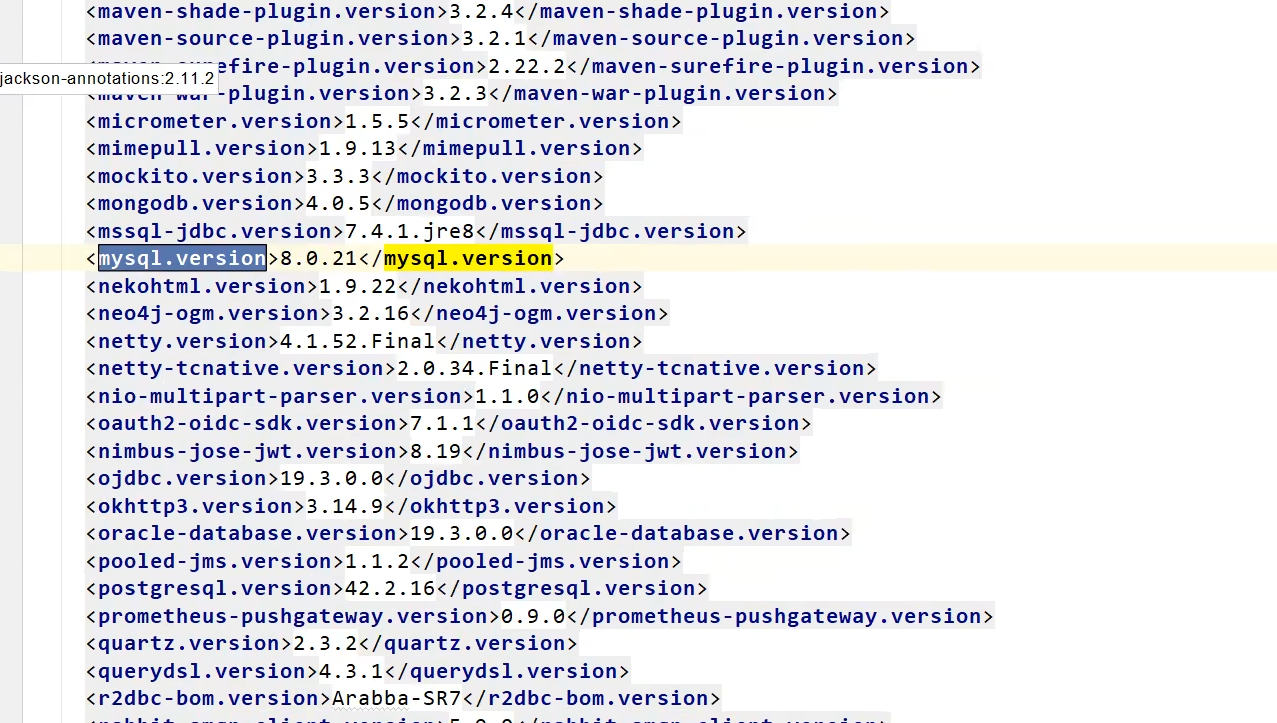 <maven-shade-plugin.version>3.2.4</maven-shade-plugin.version>
<maven-source-plugin.version>3.2.1</maven-source-plugin.version>
-surefire-plugin.version>2.22.2</maven-surefire-plugin.version>
jackson-annotations:2.11.2
<maven-war-plugin.version>3.2.3</maven-war-plugin.version>
<micrometer.version>1.5.5</micrometer.version>
<mimepull.version>1.9.13</mimepull.version>
<mockito.version>3.3.3</mockito.version>
<mongodb.version>4.0.5</mongodb.version>
<mssql-jdbc.version>7.4.1.jre8</mssql-jdbc.version>
<mysql.version>8.0.21</mysql.version>
<nekohtml.version>1.9.22</nekohtml.version>
<neo4j-ogm.version>3.2.16</neo4j-ogm.version>
<netty.version>4.1.52.Final</netty.version>
<netty-tcnative.version>2.0.34.Final</netty-tcnative.version>
<nio-multipart-parser.version>1.1.0</nio-multipart-parser.version>
<oauth2-oidc-sdk.version>7.1.1</oauth2-oidc-sdk.version>
<nimbus-jose-jwt.version>8.19</nimbus-jose-jwt.version>
<ojdbc.version>19.3.0.0</ojdbc.version>
<okhttp3.version>3.14.9</okhttp3.version>
<oracle-database.version>19.3.0.0</oracle-database.version>
<pooled-jms.version>1.1.2</pooled-jms.version>
<postgresql.version>42.2.16</postgresql.version>
<prometheus-pushgateway.version>0.9.0</prometheus-pushgateway.version>
<quartz.version>2.3.2</quartz.version>
<querydsl.version>4.3.1</querydsl.version>
<r2dbc-bom.version>Arabba-SR7</r2dbc-bom.version>